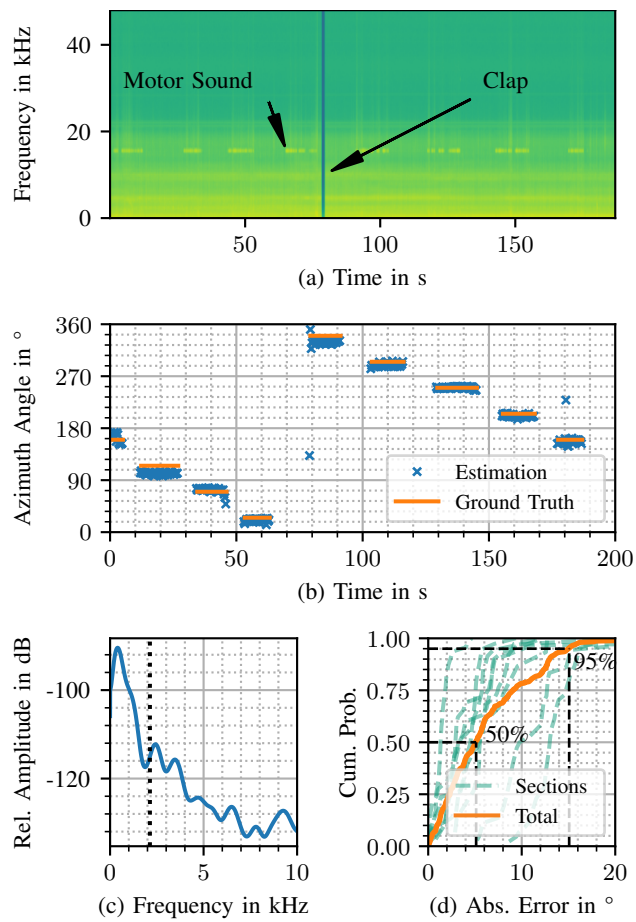 Frequency in kHz
40
20
0
Motor Sound
Clap
50
100
150
(a) Time in s
Azimuth Angle in °
360
270
180
90
0
Estimation
Ground Truth
0
50
100
150
200
(b) Time in s
Rel. Amplitude in dB
-100
-120
0
5
10
(c) Frequency in kHz
Cum. Prob.
1.00
0.75
0.50
0.25
0.00
95%
50%
Sections
Total
0
10
20
(d) Abs. Error in °